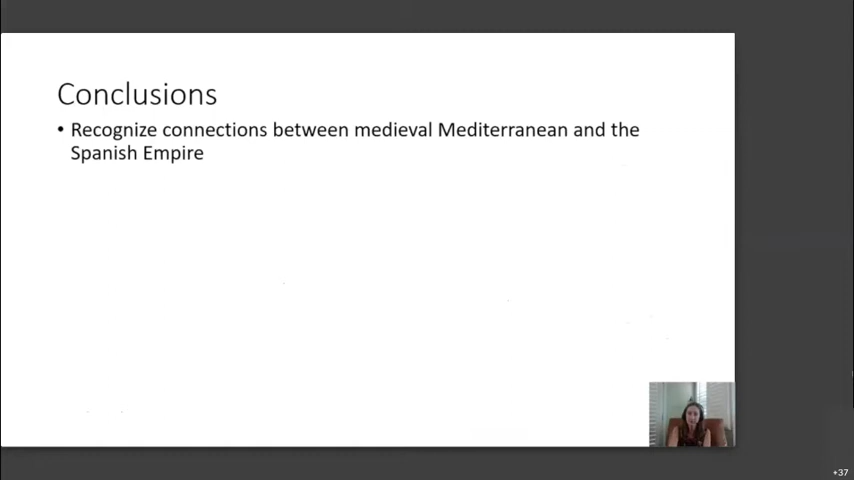 Conclusions
• Recognize connections between medieval Mediterranean and the
Spanish Empire
+37